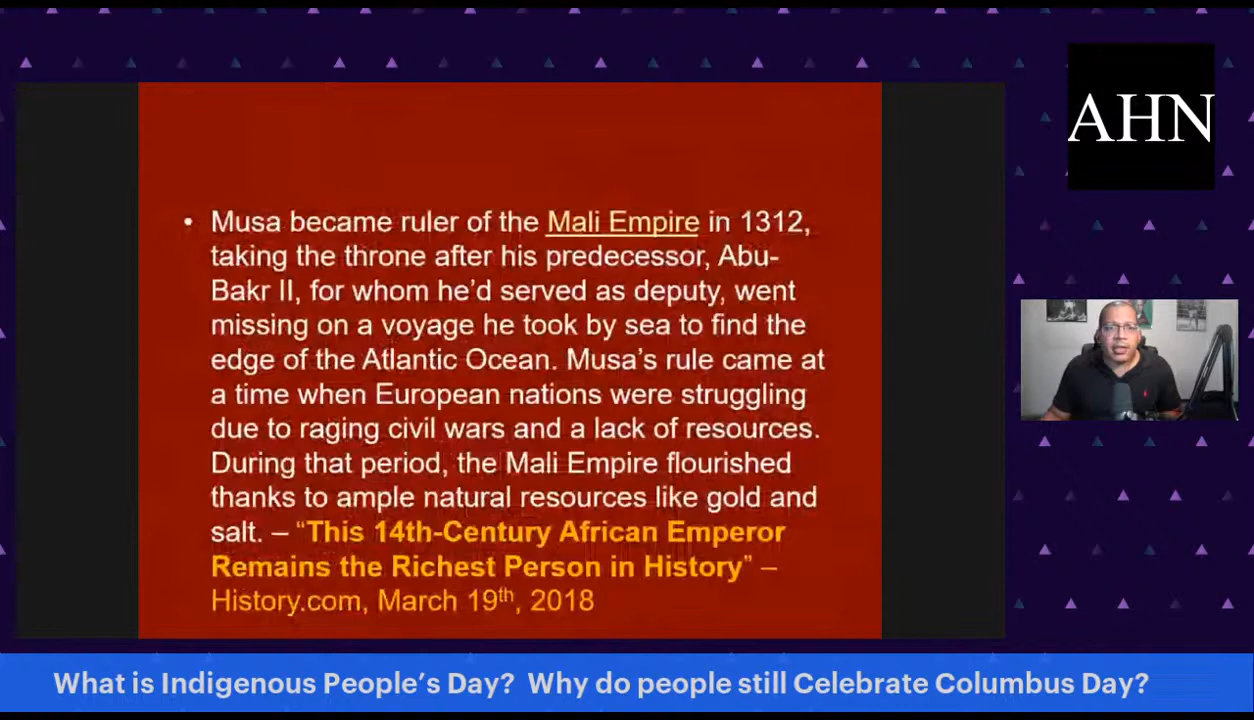 AHN
• Musa became ruler of the Mali Empire in 1312,
taking the throne after his predecessor, Abu-
Bakr II, for whom he’d served as deputy, went
missing on a voyage he took by sea to find the
edge of the Atlantic Ocean. Musa’s rule came at
a time when European nations were struggling
due to raging civil wars and a lack of resources.
During that period, the Mali Empire flourished
thanks to ample natural resources like gold and
salt. – “This 14th-Century African Emperor
Remains the Richest Person in History” –
History.com, March 19th, 2018
What is Indigenous People’s Day? Why do people still Celebrate Columbus Day?